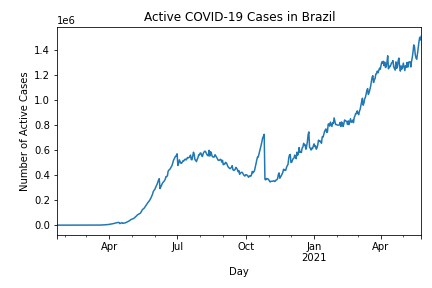 Active COVID-19 Cases in Brazil
1e6
1.4
1.2
1.0
0.8
0.6
0.4
0.2
0.0
Number of Active Cases
Apr
Jul
Oct
Jan
2021
Apr
Day